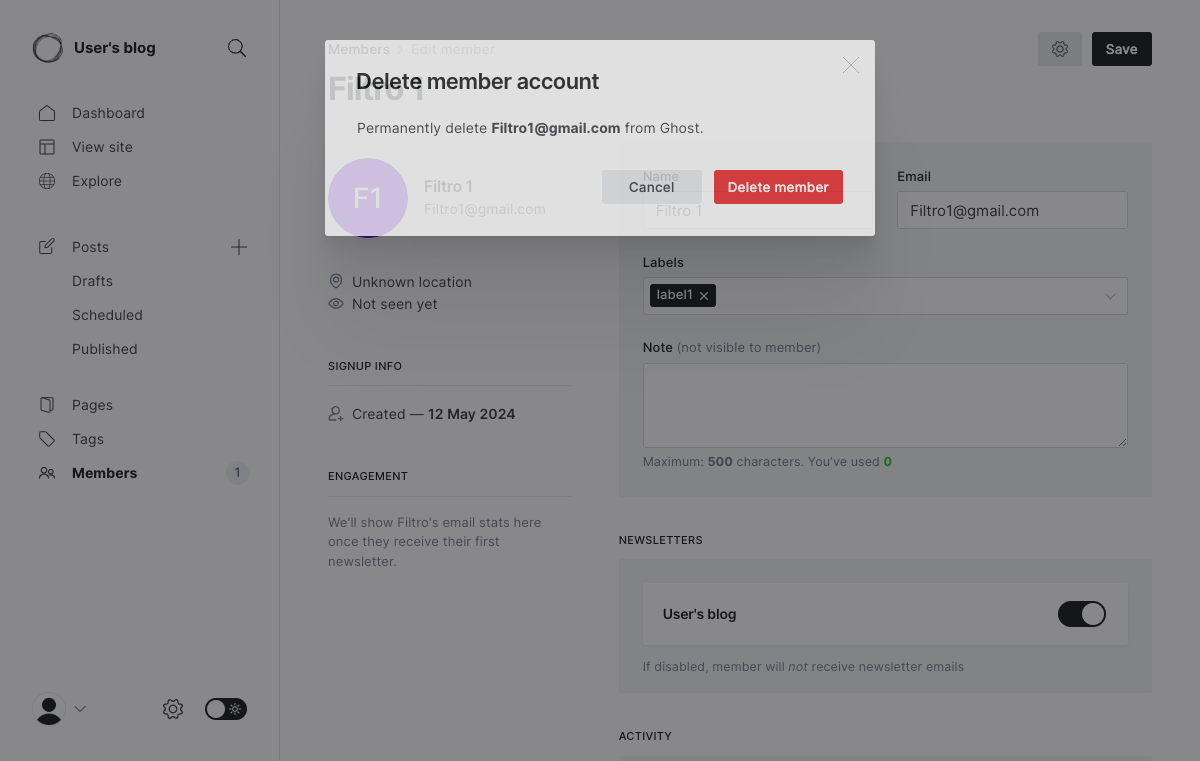 User's blog
Dashboard
View site
Explore
Posts
Drafts
Scheduled
Published
Pages
Tags
Members
1
Members > Edit member
Save
Filtro 1
Delete member account
Permanently delete Filtro1@gmail.com from Ghost.
Cancel
Delete member
F1
Filtro 1
Filtro1@gmail.com
Unknown location
Not seen yet
SIGNUP INFO
Created — 12 May 2024
ENGAGEMENT
We'll show Filtro's email stats here
once they receive their first
newsletter.
Name
Filtro 1
Email
Filtro1@gmail.com
Labels
label1
Note (not visible to member)
Maximum: 500 characters. You've used 0
NEWSLETTERS
User's blog
If disabled, member will not receive newsletter emails
ACTIVITY